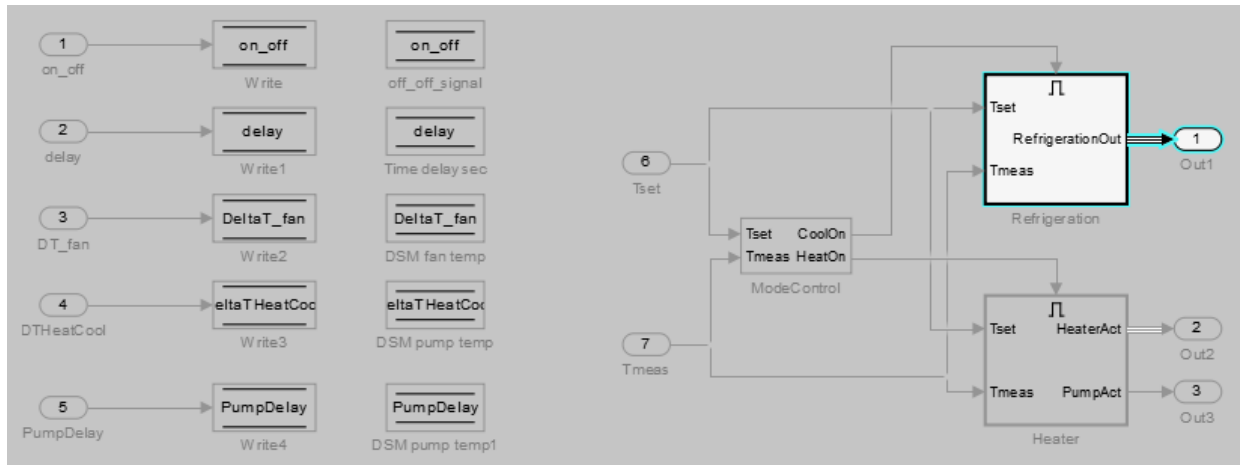 1
on_off
on_off
Write
on_off
off_off_signal
2
delay
delay
Write1
delay
Time delay sec
3
DT_fan
DeltaT_fan
Write2
DeltaT_fan
DSM fan temp
4
DTHeatCool
eltaTHeatCoo
Write3
eltaTHeatCoo
DSM pump temp
5
PumpDelay
PumpDelay
Write4
PumpDelay
DSM pump temp1
6
Tset
7
Tmeas
Tset CoolOn
Tmeas HeatOn
ModeControl
Tset
RefrigerationOut
Tmeas
Refrigeration
1
Out1
Tset HeaterAct
Tmeas PumpAct
Heater
2
Out2
3
Out3